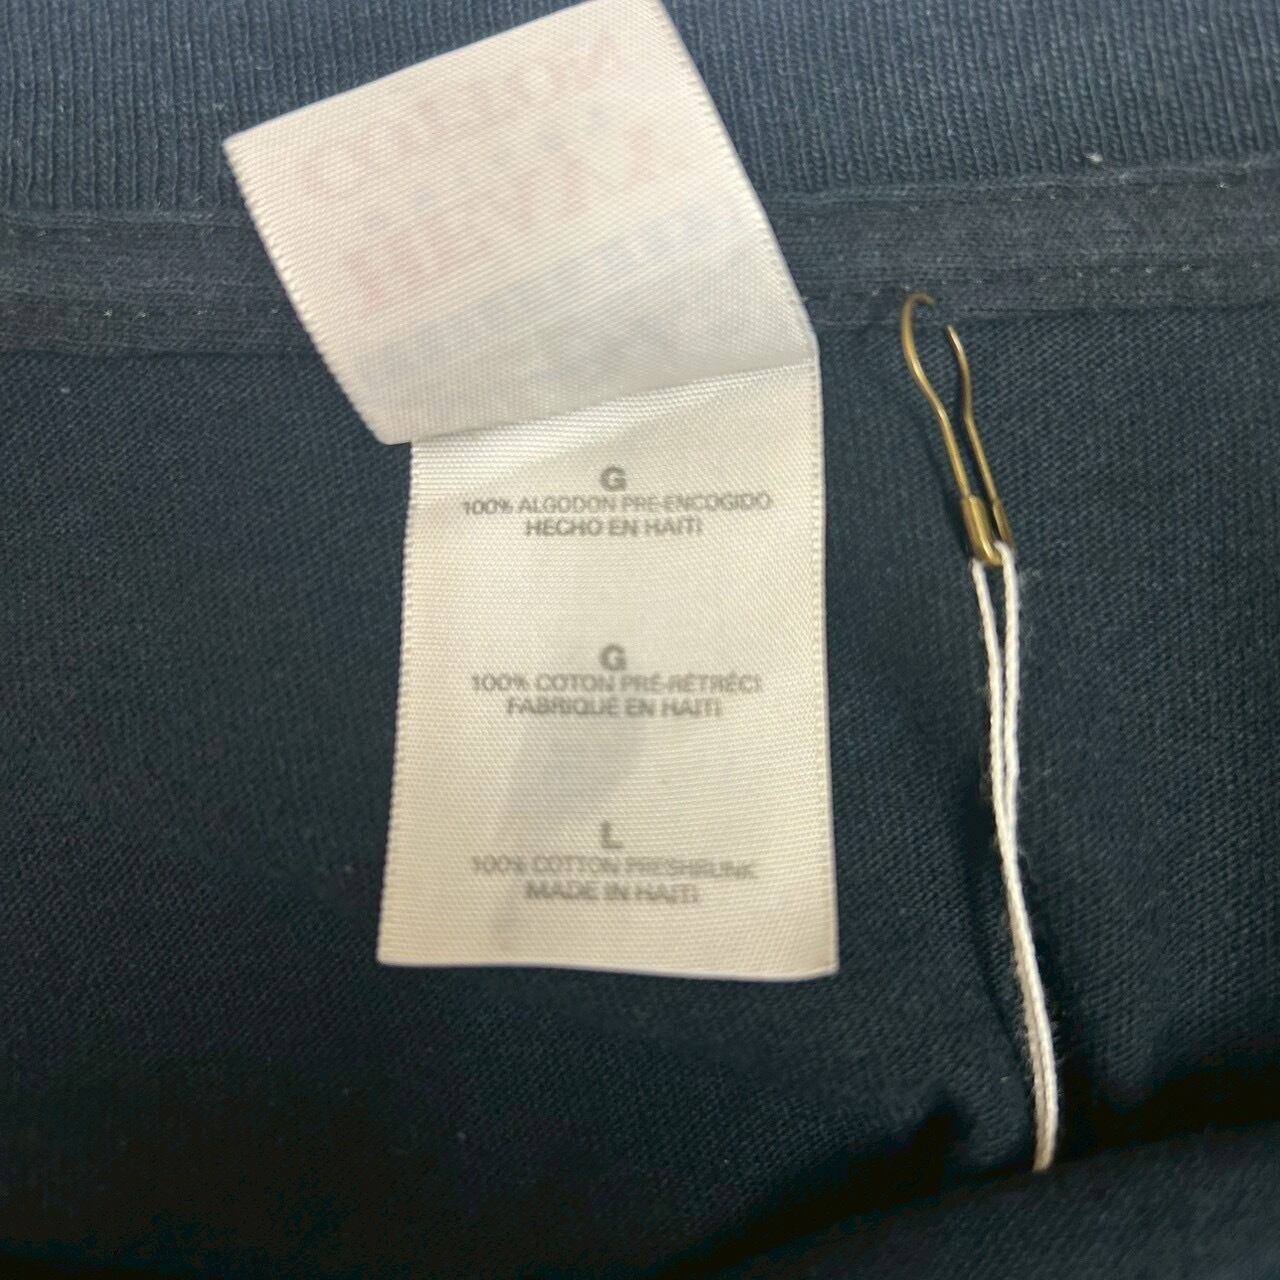 G
100% ALGODON PRE-ENCOGIDO
HECHO EN HAITI
G
100% COTON PRÉ-RÉTRÉCI
FABRIQUÉ EN HAITI
L
100% COTTON PRESHRUNK
MADE IN HAITI